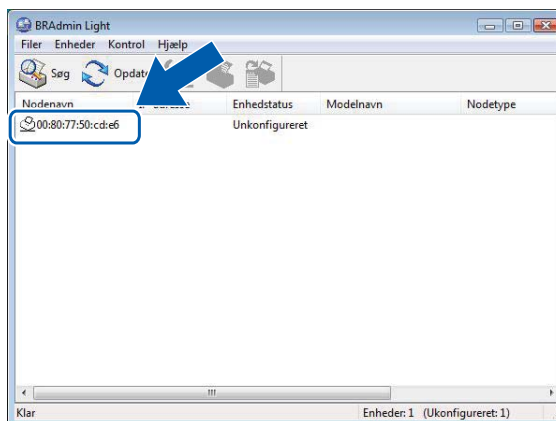 BRAdmin Light
Filer Enheder Kontrol Hjælp
Søg
Nodenavn Enhedstatus Modelnavn Nodetype
00:80:77:50:cd:e6 Unkonfigureret
Klar Enheder: 1 (Ukonfigureret: 1)